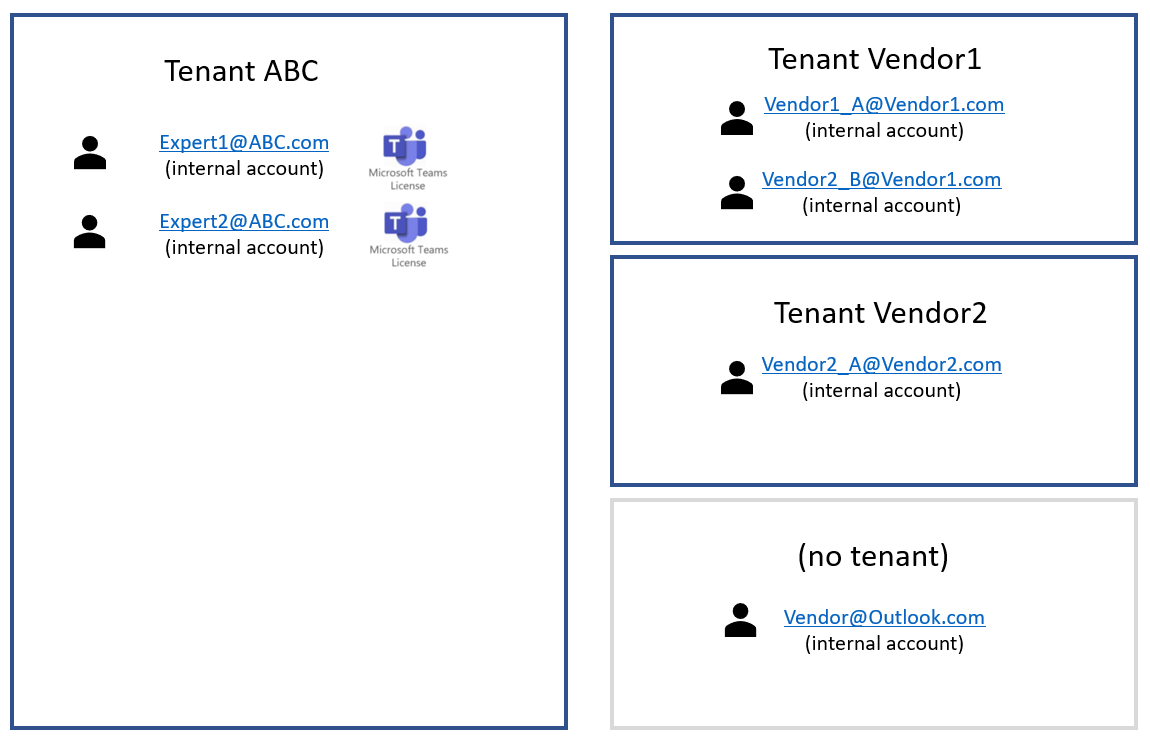 Tenant ABC
Expert1@ABC.com
(internal account)
T
Microsoft Teams
License
Expert2@ABC.com
(internal account)
T
Microsoft Teams
License
Tenant Vendor1
Vendor1_A@Vendor1.com
(internal account)
Vendor2_B@Vendor1.com
(internal account)
Tenant Vendor2
Vendor2_A@Vendor2.com
(internal account)
(no tenant)
Vendor@Outlook.com
(internal account)